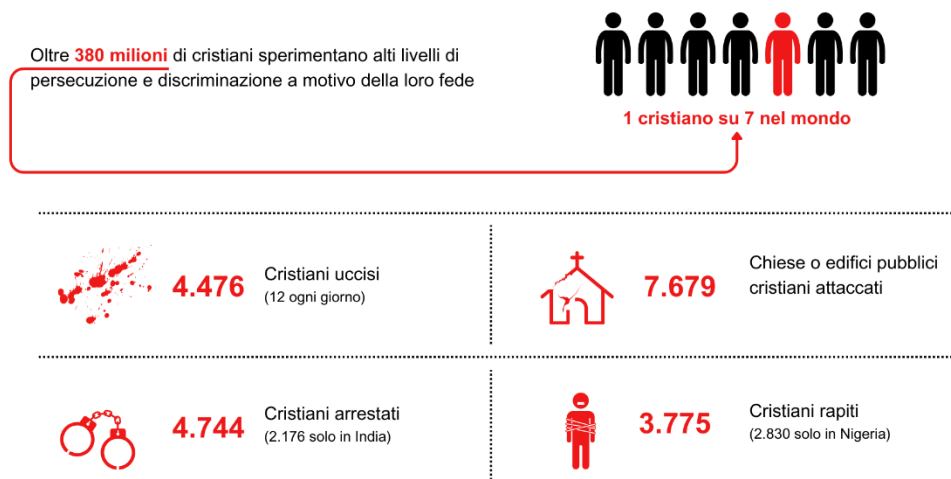 Oltre 380 milioni di cristiani sperimentano alti livelli di
persecuzione e discriminazione a motivo della loro fede
1 cristiano su 7 nel mondo
4.476
Cristiani uccisi
(12 ogni giorno)
7.679
Chiese o edifici pubblici
cristiani attaccati
4.744
Cristiani arrestati
(2.176 solo in India)
3.775
Cristiani rapiti
(2.830 solo in Nigeria)